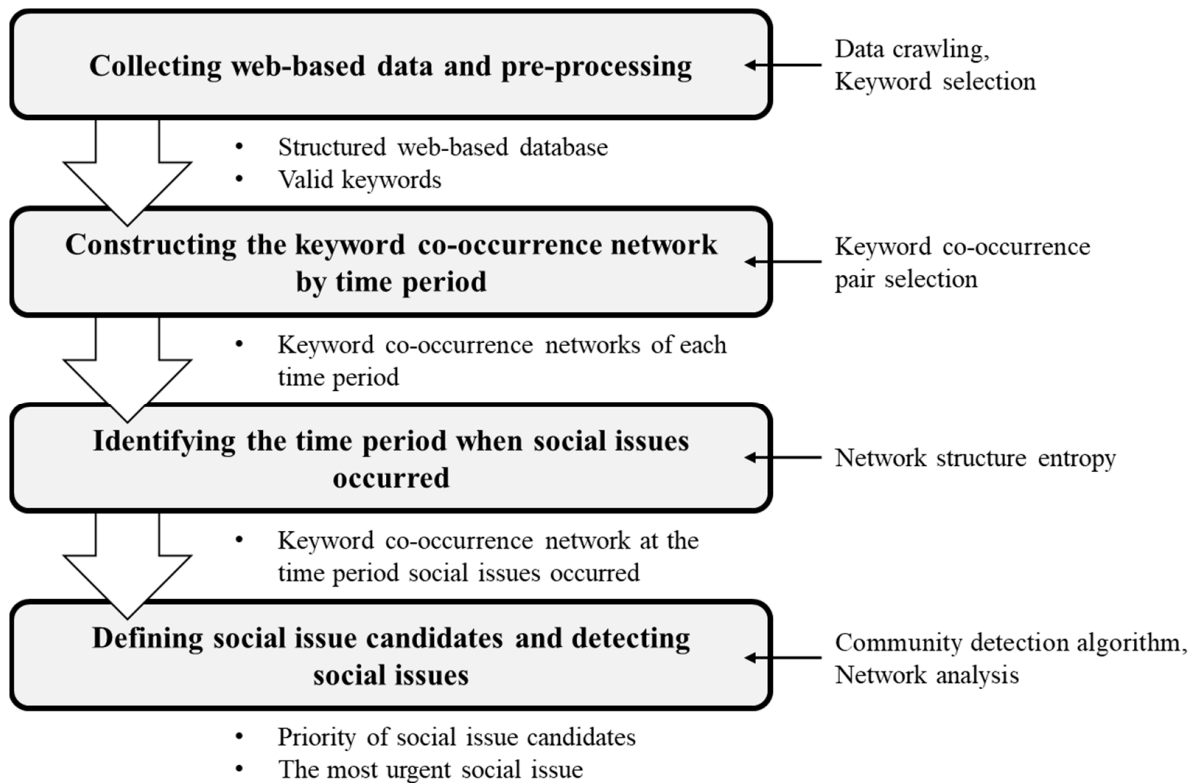 Collecting web-based data and pre-processing
Data crawling,
Keyword selection
• Structured web-based database
• Valid keywords
Constructing the keyword co-occurrence network
by time period
Keyword co-occurrence
pair selection
• Keyword co-occurrence networks of each
time period
Identifying the time period when social issues
occurred
Network structure entropy
• Keyword co-occurrence network at the
time period social issues occurred
Defining social issue candidates and detecting
social issues
Community detection algorithm,
Network analysis
• Priority of social issue candidates
• The most urgent social issue